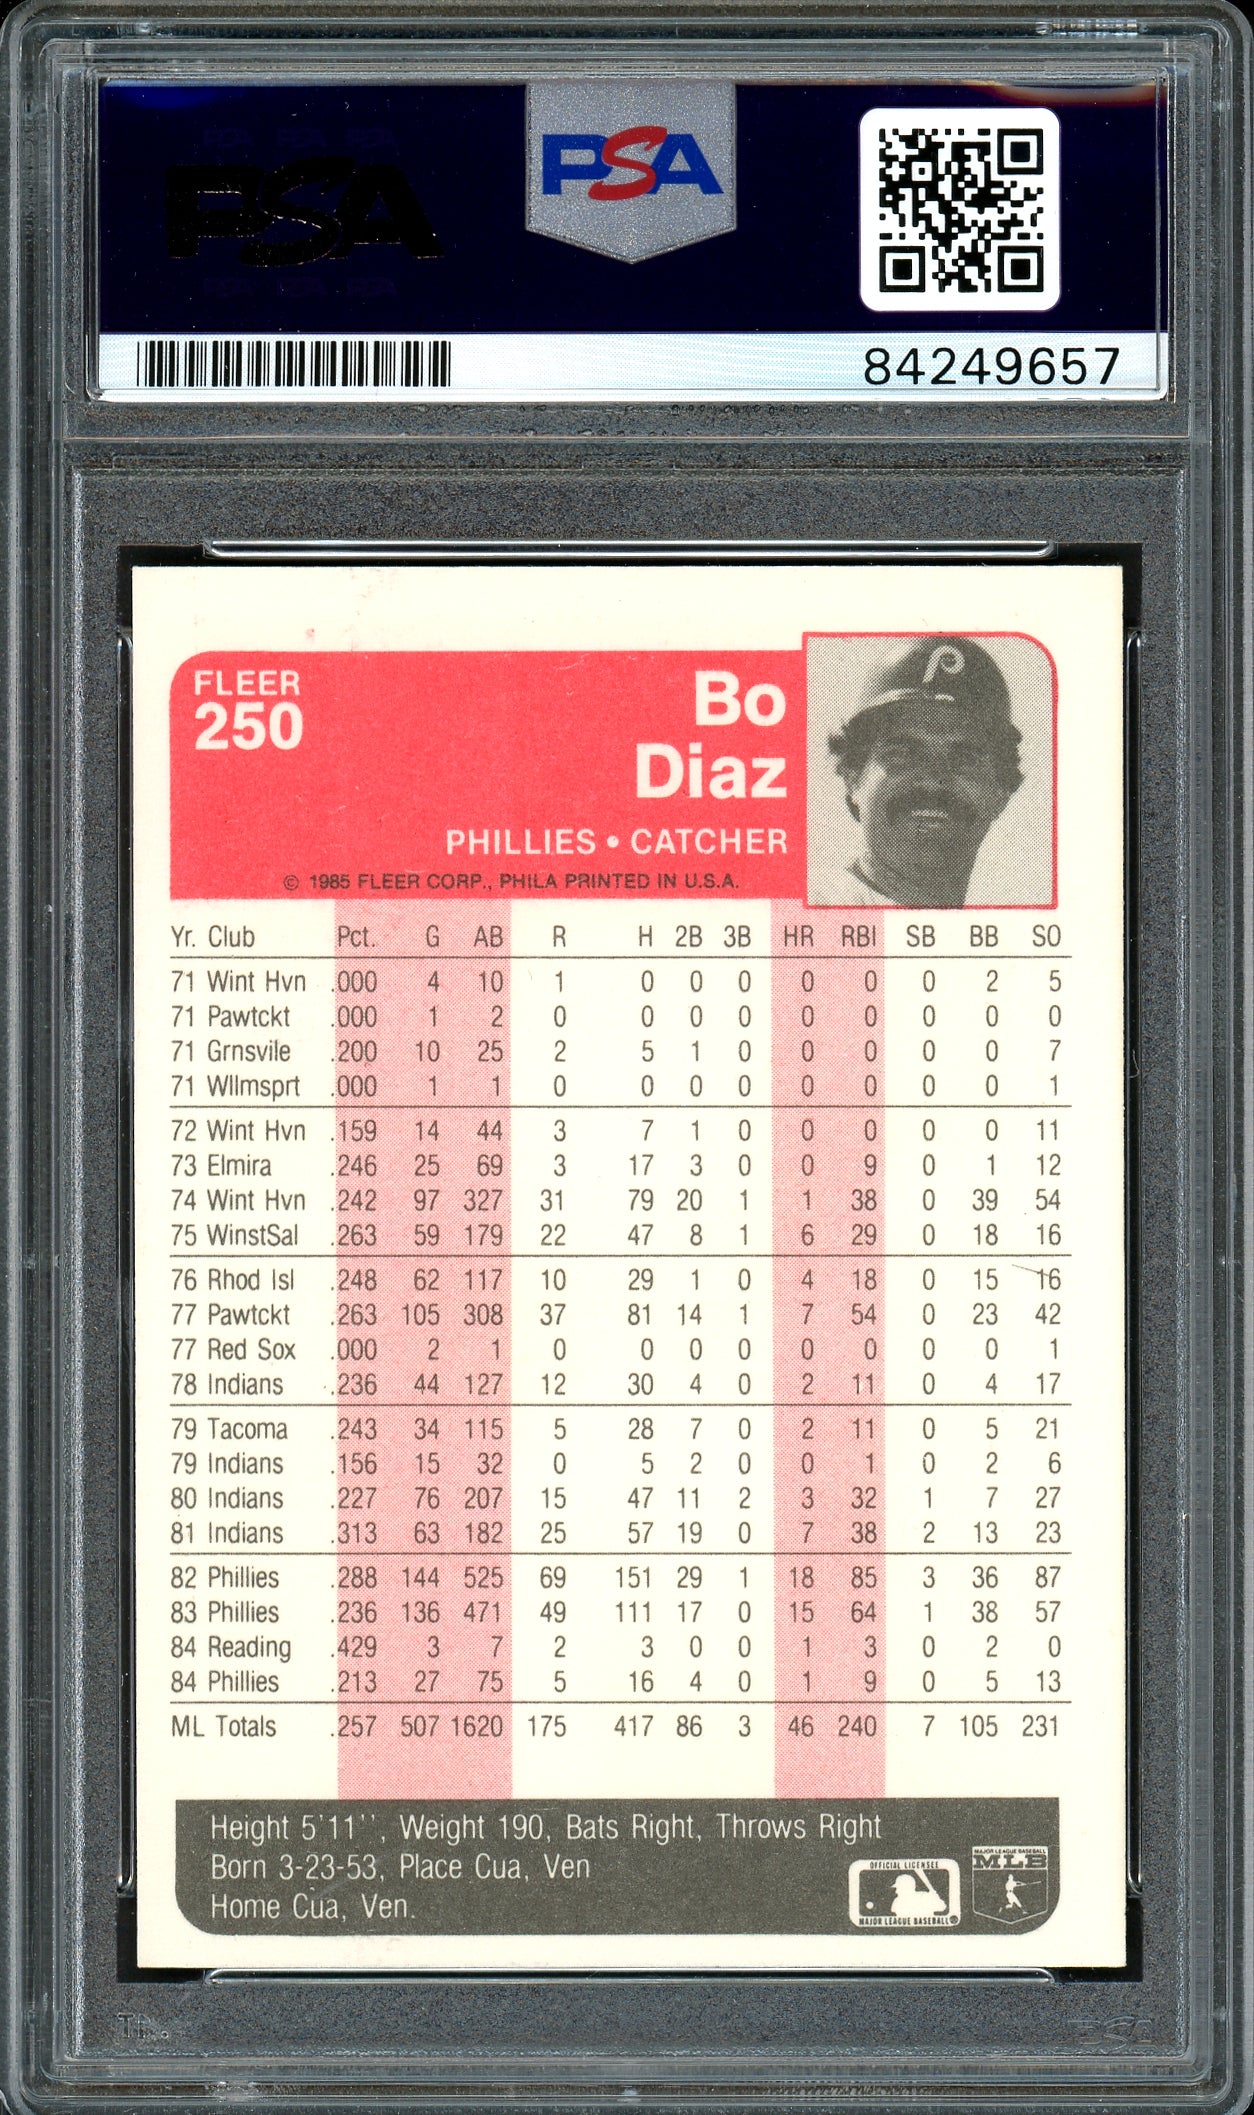 PSA
PSA
84249657
FLEER
250
Bo
Diaz
PHILLIES • CATCHER
© 1985 FLEER CORP., PHILA PRINTED IN U.S.A.
Yr. Club Pct. G AB R H 2B 3B HR RBI SB BB SO
71 Wint Hvn .000 4 10 1 0 0 0 0 0 0 2 5
71 Pawtckt .000 1 2 0 0 0 0 0 0 0 0 0
71 Grnsvile .200 10 25 2 5 1 0 0 0 0 0 7
71 Wllmsprt .000 1 1 0 0 0 0 0 0 0 0 1
72 Wint Hvn .159 14 44 3 7 1 0 0 0 0 0 11
73 Elmira .246 25 69 3 17 3 0 0 9 0 1 12
74 Wint Hvn .242 97 327 31 79 20 1 1 38 0 39 54
75 WinstSal .263 59 179 22 47 8 1 6 29 0 18 16
76 Rhod Isl .248 62 117 10 29 1 0 4 18 0 15 16
77 Pawtckt .263 105 308 37 81 14 1 7 54 0 23 42
77 Red Sox .000 2 1 0 0 0 0 0 0 0 0 1
78 Indians .236 44 127 12 30 4 0 2 11 0 4 17
79 Tacoma .243 34 115 5 28 7 0 2 11 0 5 21
79 Indians .156 15 32 0 5 2 0 0 1 0 2 6
80 Indians .227 76 207 15 47 11 2 3 32 1 7 27
81 Indians .313 63 182 25 57 19 0 7 38 2 13 23
82 Phillies .288 144 525 69 151 29 1 18 85 3 36 87
83 Phillies .236 136 471 49 111 17 0 15 64 1 38 57
84 Reading .429 3 7 2 3 0 0 1 3 0 2 0
84 Phillies .213 27 75 5 16 4 0 1 9 0 5 13
ML Totals .257 507 1620 175 417 86 3 46 240 7 105 231
Height 5'11'', Weight 190, Bats Right, Throws Right
Born 3-23-53, Place Cua, Ven
Home Cua, Ven.
OFFICIAL LICENSEE
MAJOR LEAGUE BASEBALL®
MAJOR LEAGUE BASEBALL
MLB
PSA